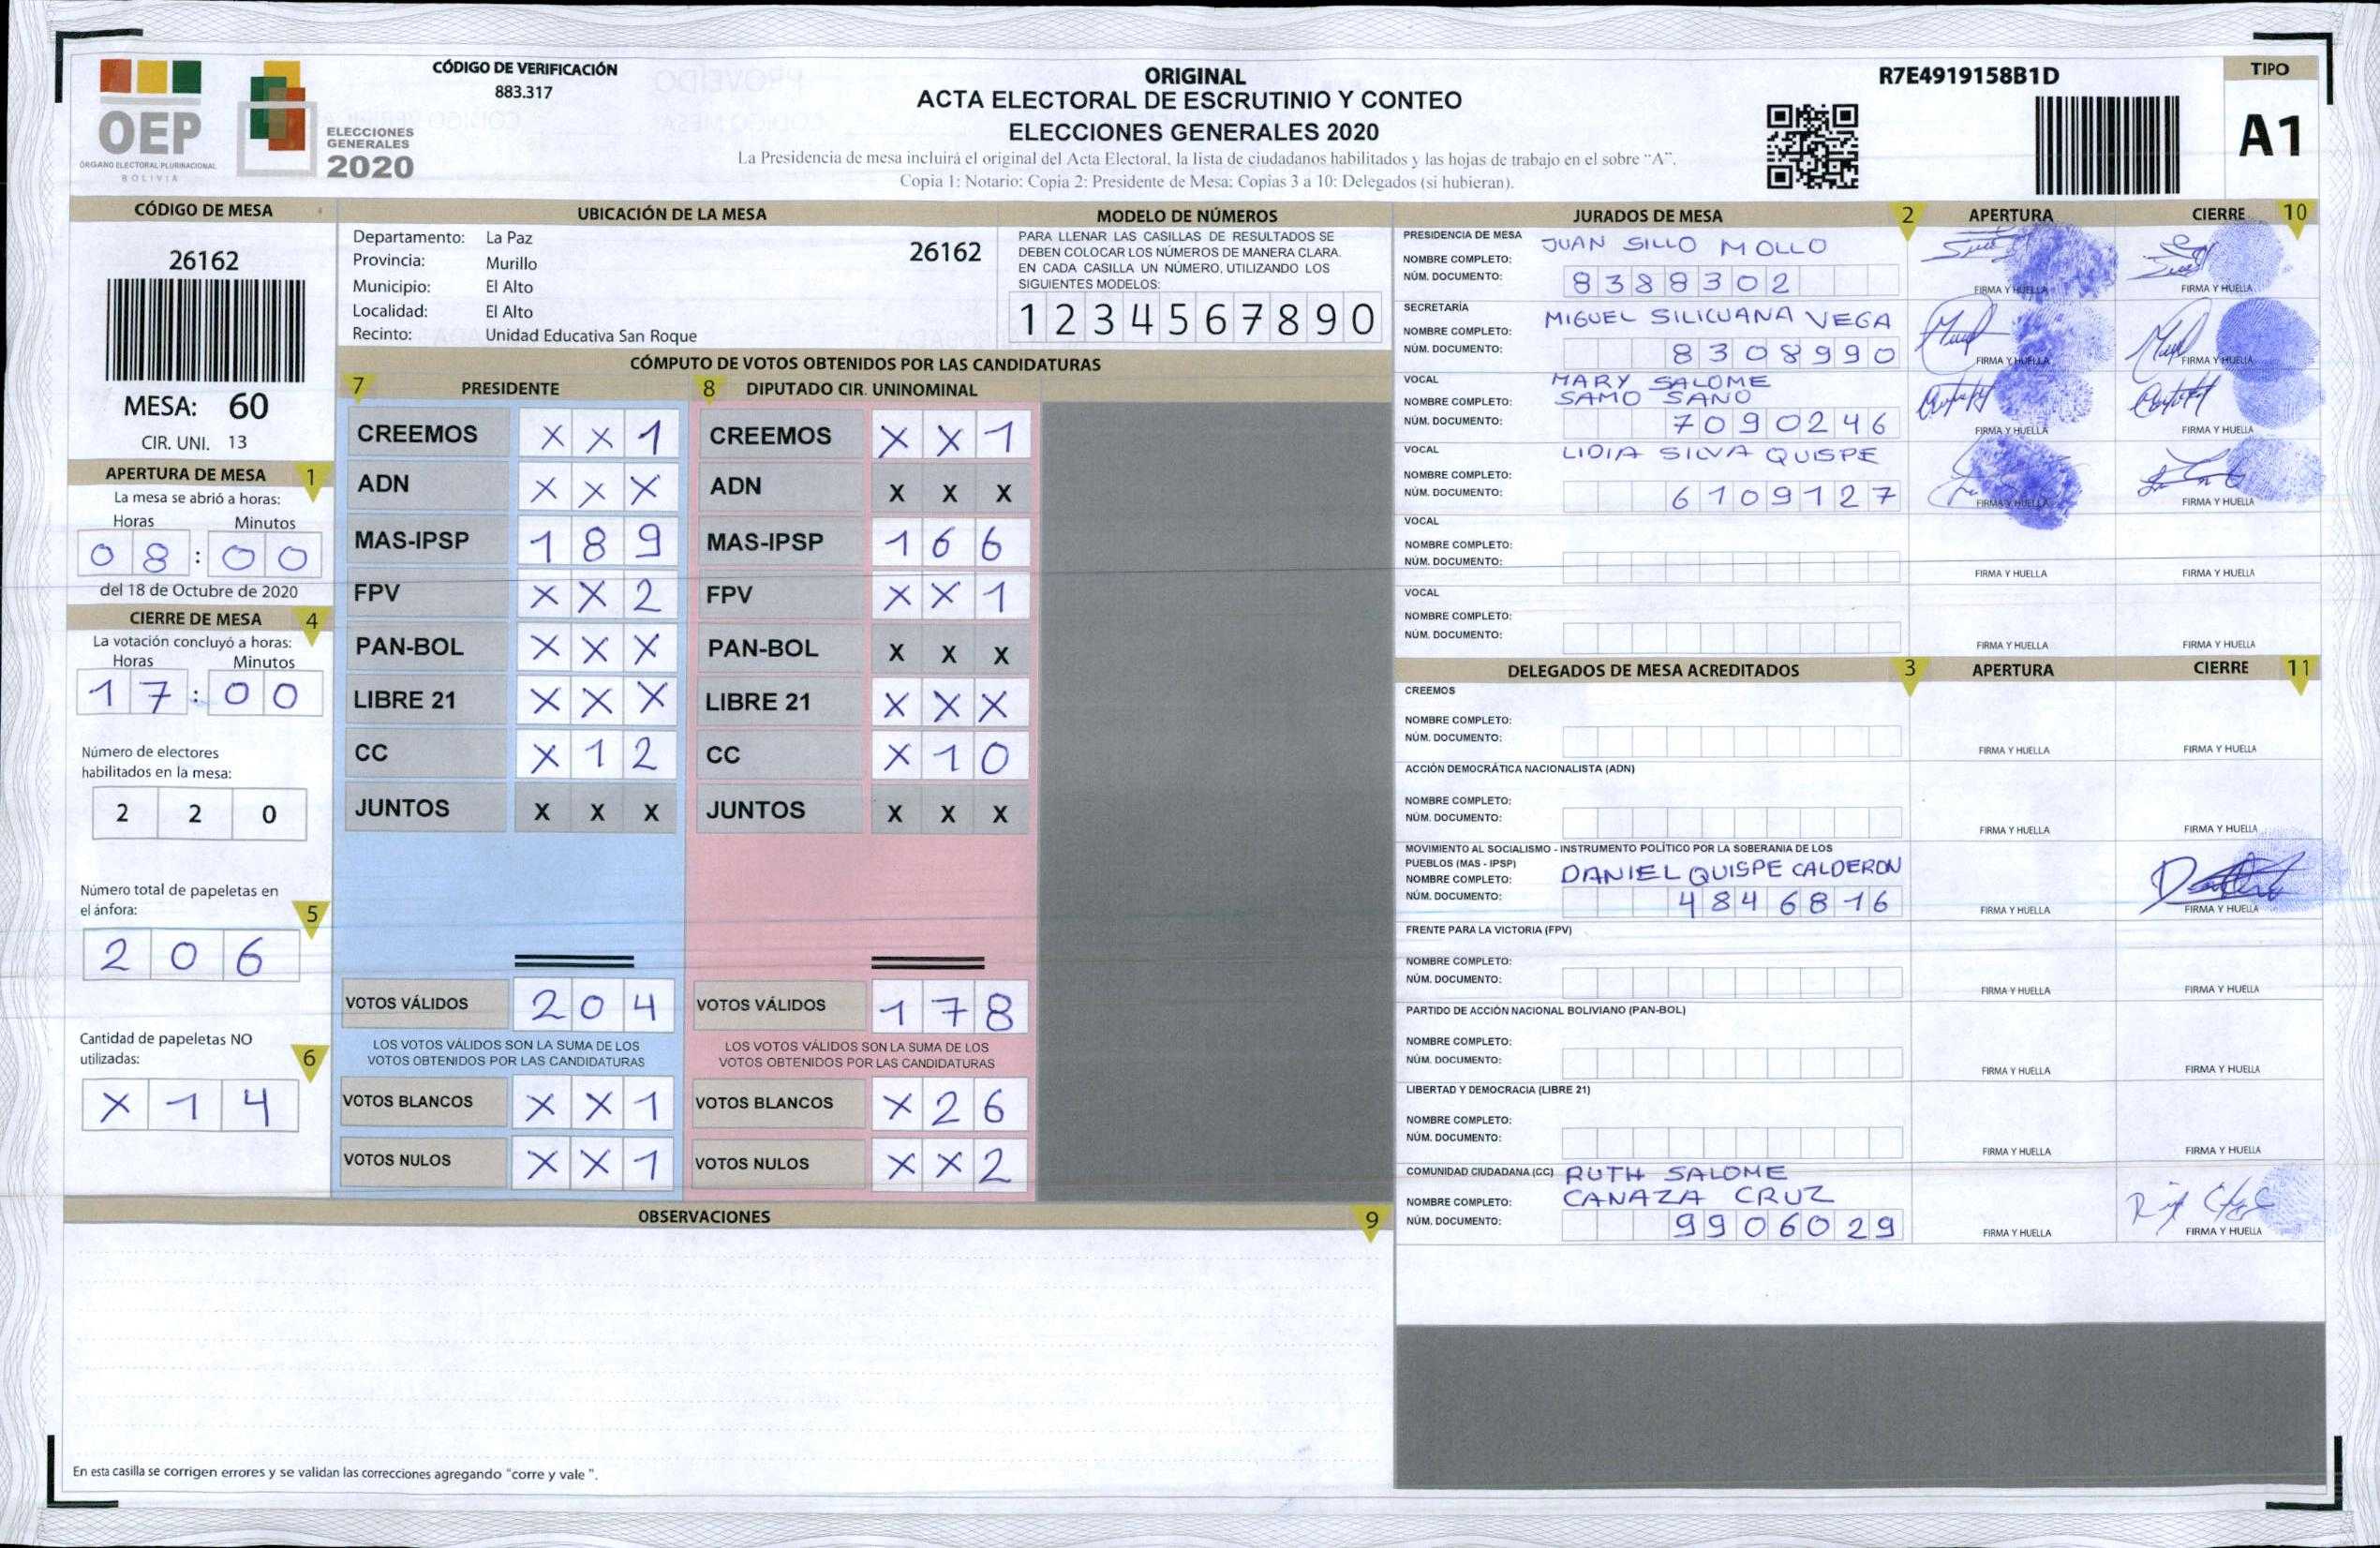 OEP
ÓRGANO ELECTORAL PLURINACIONAL
BOLIVIA
ELECCIONES
GENERALES
2020
CÓDIGO DE VERIFICACIÓN
883.317
ORIGINAL
ACTA ELECTORAL DE ESCRUTINIO Y CONTEO
ELECCIONES GENERALES 2020
La Presidencia de mesa incluirá el original del Acta Electoral, la lista de ciudadanos habilitados y las hojas de trabajo en el sobre "A".
Copia 1: Notario: Copia 2: Presidente de Mesa: Copias 3 a 10: Delegados (si hubieran).
R7E4919158B1D
TIPO
A1
CÓDIGO DE MESA
26162
MESA: 60
CIR. UNI. 13
APERTURA DE MESA 1
La mesa se abrió a horas:
Horas Minutos
08:00
del 18 de Octubre de 2020
CIERRE DE MESA 4
La votación concluyó a horas:
Horas Minutos
17:00
Número de electores
habilitados en la mesa:
2 2 0
Número total de papeletas en
el ánfora:
5
2 0 6
Cantidad de papeletas NO
utilizadas:
6
X 1 4
UBICACIÓN DE LA MESA
Departamento: La Paz
26162
Provincia: Murillo
Municipio: El Alto
Localidad: El Alto
Recinto: Unidad Educativa San Roque
MODELO DE NÚMEROS
PARA LLENAR LAS CASILLAS DE RESULTADOS SE
DEBEN COLOCAR LOS NÚMEROS DE MANERA CLARA.
EN CADA CASILLA UN NÚMERO, UTILIZANDO LOS
SIGUIENTES MODELOS:
1 2 3 4 5 6 7 8 9 0
CÓMPUTO DE VOTOS OBTENIDOS POR LAS CANDIDATURAS
7 PRESIDENTE 8 DIPUTADO CIR. UNINOMINAL
CREEMOS X X 1 CREEMOS X X 1
ADN X X X ADN X X X
MAS-IPSP 1 8 9 MAS-IPSP 1 6 6
FPV X X 2 FPV X X 1
PAN-BOL X X X PAN-BOL X X X
LIBRE 21 X X X LIBRE 21 X X X
CC X 1 2 CC X 1 0
JUNTOS X X X JUNTOS X X X
VOTOS VÁLIDOS 2 0 4 VOTOS VÁLIDOS 1 7 8
LOS VOTOS VÁLIDOS SON LA SUMA DE LOS LOS VOTOS VÁLIDOS SON LA SUMA DE LOS
VOTOS OBTENIDOS POR LAS CANDIDATURAS VOTOS OBTENIDOS POR LAS CANDIDATURAS
VOTOS BLANCOS X X 1 VOTOS BLANCOS X 2 6
VOTOS NULOS X X 1 VOTOS NULOS X X 2
OBSERVACIONES 9
En esta casilla se corrigen errores y se validan las correcciones agregando "corre y vale ".
JURADOS DE MESA 2 APERTURA CIERRE 10
PRESIDENCIA DE MESA JUAN SILLO MOLLO
NOMBRE COMPLETO:
NÚM. DOCUMENTO: 8388302
FIRMA Y HUELLA FIRMA Y HUELLA
SECRETARÍA
MIGUEL SILICUANA VEGA
NOMBRE COMPLETO:
NÚM. DOCUMENTO: 8308990
FIRMA Y HUELLA FIRMA Y HUELLA
VOCAL MARY SALOME
NOMBRE COMPLETO: SAMO SANO
NÚM. DOCUMENTO: 7090246
FIRMA Y HUELLA FIRMA Y HUELLA
VOCAL LIDIA SILVA QUISPE
NOMBRE COMPLETO:
NÚM. DOCUMENTO: 6109127
FIRMA Y HUELLA FIRMA Y HUELLA
VOCAL
NOMBRE COMPLETO:
NÚM. DOCUMENTO:
FIRMA Y HUELLA FIRMA Y HUELLA
VOCAL
NOMBRE COMPLETO:
NÚM. DOCUMENTO:
FIRMA Y HUELLA FIRMA Y HUELLA
DELEGADOS DE MESA ACREDITADOS 3 APERTURA CIERRE 11
CREEMOS
NOMBRE COMPLETO:
NÚM. DOCUMENTO:
FIRMA Y HUELLA FIRMA Y HUELLA
ACCIÓN DEMOCRÁTICA NACIONALISTA (ADN)
NOMBRE COMPLETO:
NÚM. DOCUMENTO:
FIRMA Y HUELLA FIRMA Y HUELLA
MOVIMIENTO AL SOCIALISMO - INSTRUMENTO POLÍTICO POR LA SOBERANIA DE LOS
PUEBLOS (MAS - IPSP)
NOMBRE COMPLETO: DANIEL QUISPE CALDERON
NÚM. DOCUMENTO: 4846816
FIRMA Y HUELLA FIRMA Y HUELLA
FRENTE PARA LA VICTORIA (FPV)
NOMBRE COMPLETO:
NÚM. DOCUMENTO:
FIRMA Y HUELLA FIRMA Y HUELLA
PARTIDO DE ACCIÓN NACIONAL BOLIVIANO (PAN-BOL)
NOMBRE COMPLETO:
NÚM. DOCUMENTO:
FIRMA Y HUELLA FIRMA Y HUELLA
LIBERTAD Y DEMOCRACIA (LIBRE 21)
NOMBRE COMPLETO:
NÚM. DOCUMENTO:
FIRMA Y HUELLA FIRMA Y HUELLA
COMUNIDAD CIUDADANA (CC) RUTH SALOME
NOMBRE COMPLETO: CANAZA CRUZ
NÚM. DOCUMENTO: 9906029
FIRMA Y HUELLA FIRMA Y HUELLA